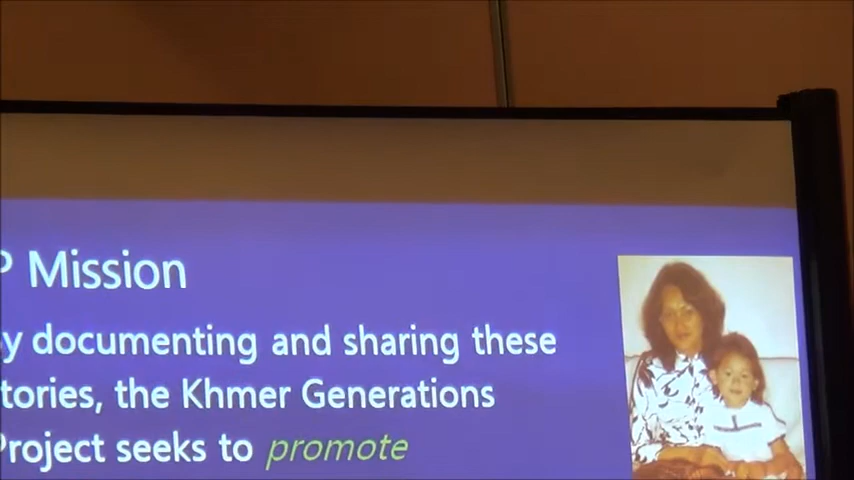 P Mission
y documenting and sharing these
tories, the Khmer Generations
Project seeks to promote